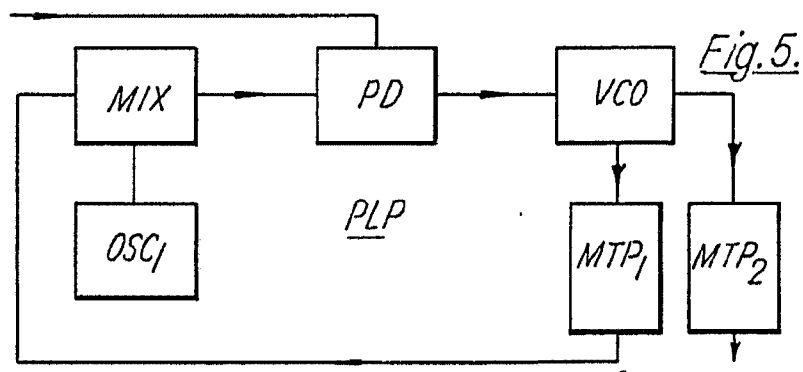 Fig. 5.
MIX
PD
VCO
OSC1
PLP
MTP1
MTP2